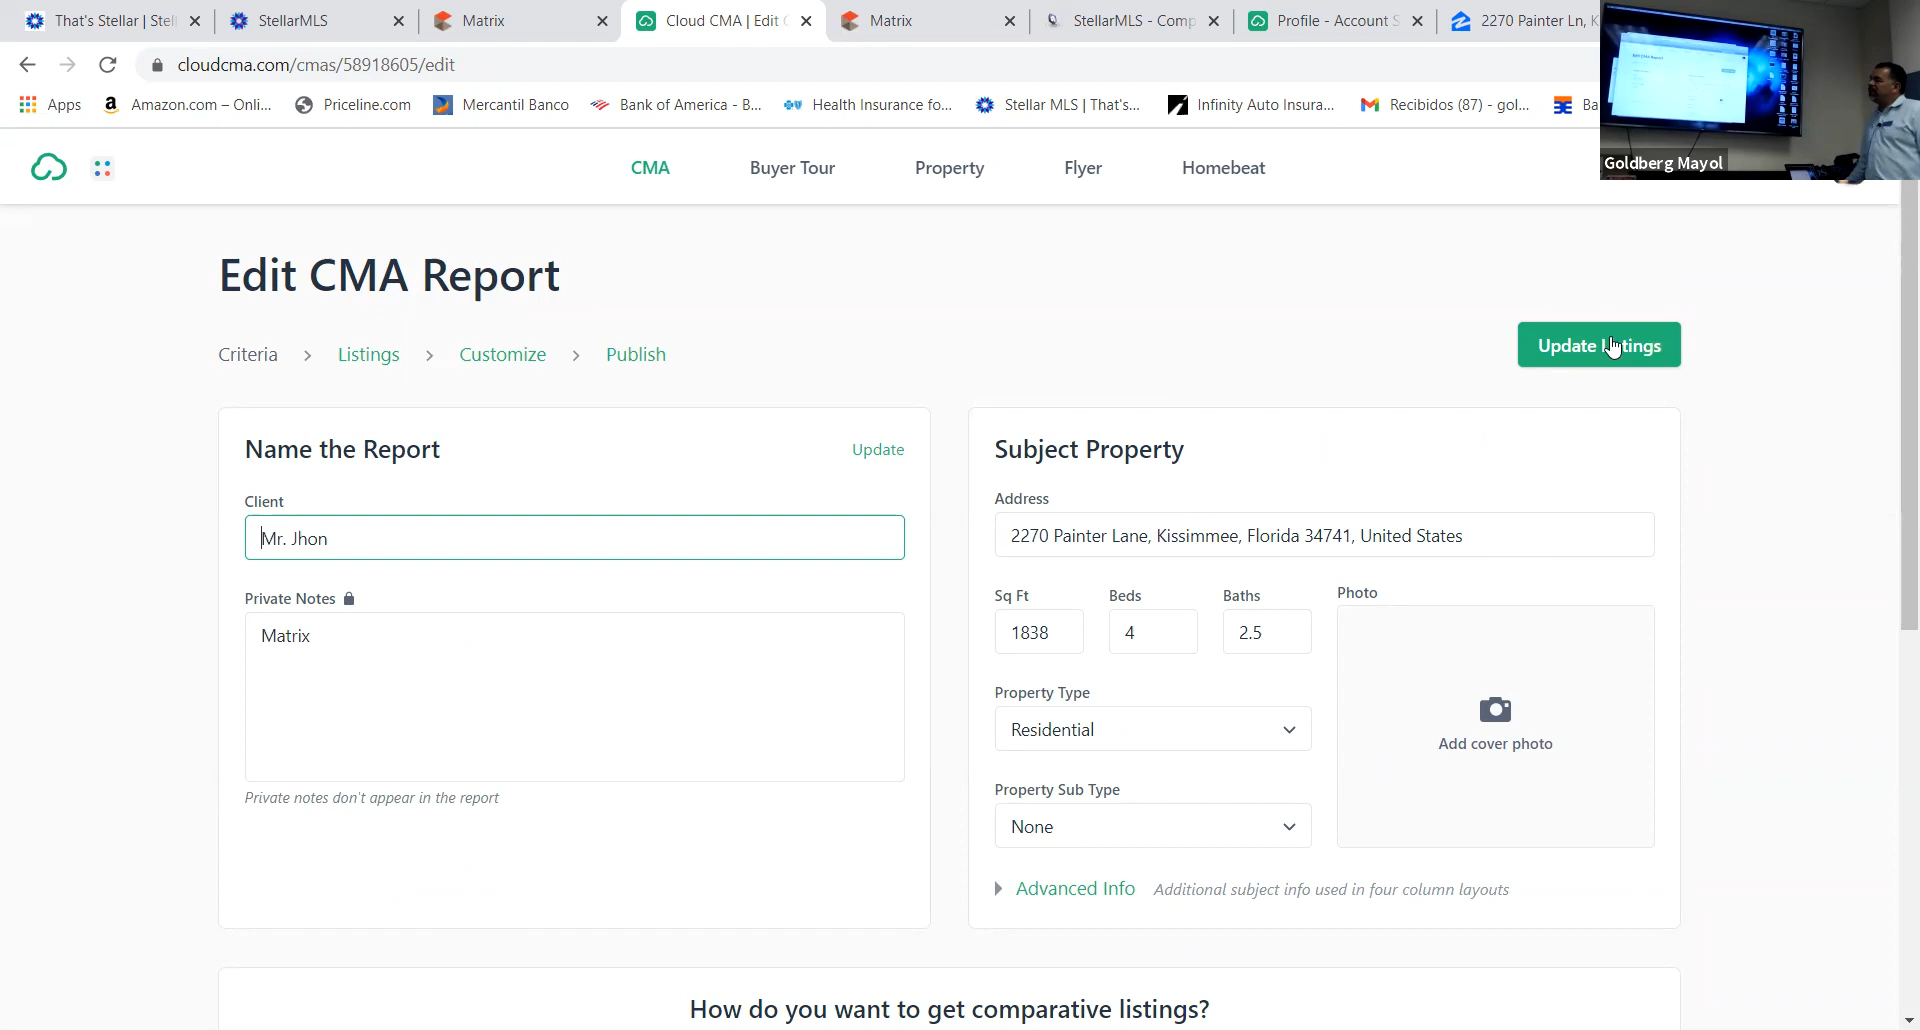 That's Stellar | Stel
StellarMLS
Matrix
Cloud CMA | Edit C
Matrix
StellarMLS - Comp
Profile - Account S
2270 Painter Ln, K
cloudcma.com/cmas/58918605/edit
Apps
Amazon.com – Onli...
Priceline.com
Mercantil Banco
Bank of America - B...
Health Insurance fo...
Stellar MLS | That's...
Infinity Auto Insura...
Recibidos (87) - gol...
Ba
Goldberg Mayol
CMA
Buyer Tour
Property
Flyer
Homebeat
Edit CMA Report
Criteria > Listings > Customize > Publish
Update Listings
Name the Report
Update
Client
Mr. Jhon
Private Notes
Matrix
Private notes don't appear in the report
Subject Property
Address
2270 Painter Lane, Kissimmee, Florida 34741, United States
Sq Ft
Beds
Baths
Photo
1838
4
2.5
Property Type
Residential
Add cover photo
Property Sub Type
None
Advanced Info
Additional subject info used in four column layouts
How do you want to get comparative listings?